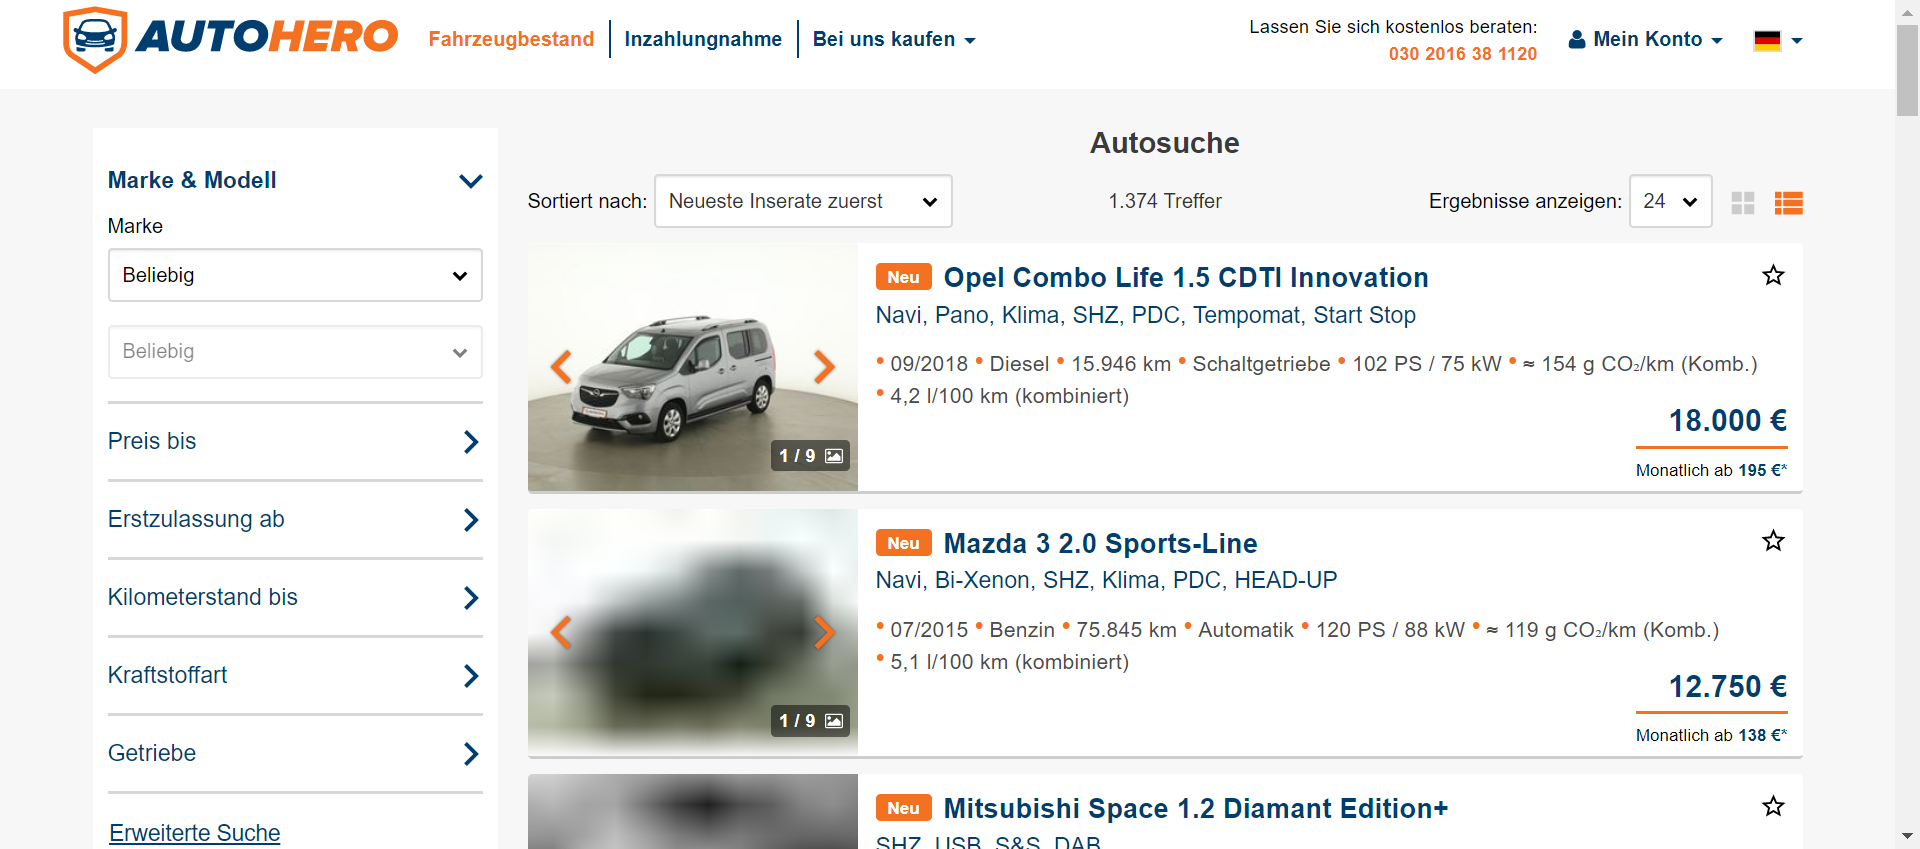 AUTOHERO
Fahrzeugbestand
Inzahlungnahme
Bei uns kaufen
Lassen Sie sich kostenlos beraten:
030 2016 38 1120
Mein Konto
Marke & Modell
Marke
Beliebig
Beliebig
Preis bis
Erstzulassung ab
Kilometerstand bis
Kraftstoffart
Getriebe
Erweiterte Suche
Autosuche
Sortiert nach: Neueste Inserate zuerst
1.374 Treffer
Ergebnisse anzeigen: 24
1 / 9
Neu Opel Combo Life 1.5 CDTI Innovation
Navi, Pano, Klima, SHZ, PDC, Tempomat, Start Stop
• 09/2018 • Diesel • 15.946 km • Schaltgetriebe • 102 PS / 75 kW • ≈ 154 g CO₂/km (Komb.)
• 4,2 l/100 km (kombiniert)
18.000 €
Monatlich ab 195 €*
1 / 9
Neu Mazda 3 2.0 Sports-Line
Navi, Bi-Xenon, SHZ, Klima, PDC, HEAD-UP
• 07/2015 • Benzin • 75.845 km • Automatik • 120 PS / 88 kW • ≈ 119 g CO₂/km (Komb.)
• 5,1 l/100 km (kombiniert)
12.750 €
Monatlich ab 138 €*
Neu Mitsubishi Space 1.2 Diamant Edition+
SHZ, USB, S&S, DAB